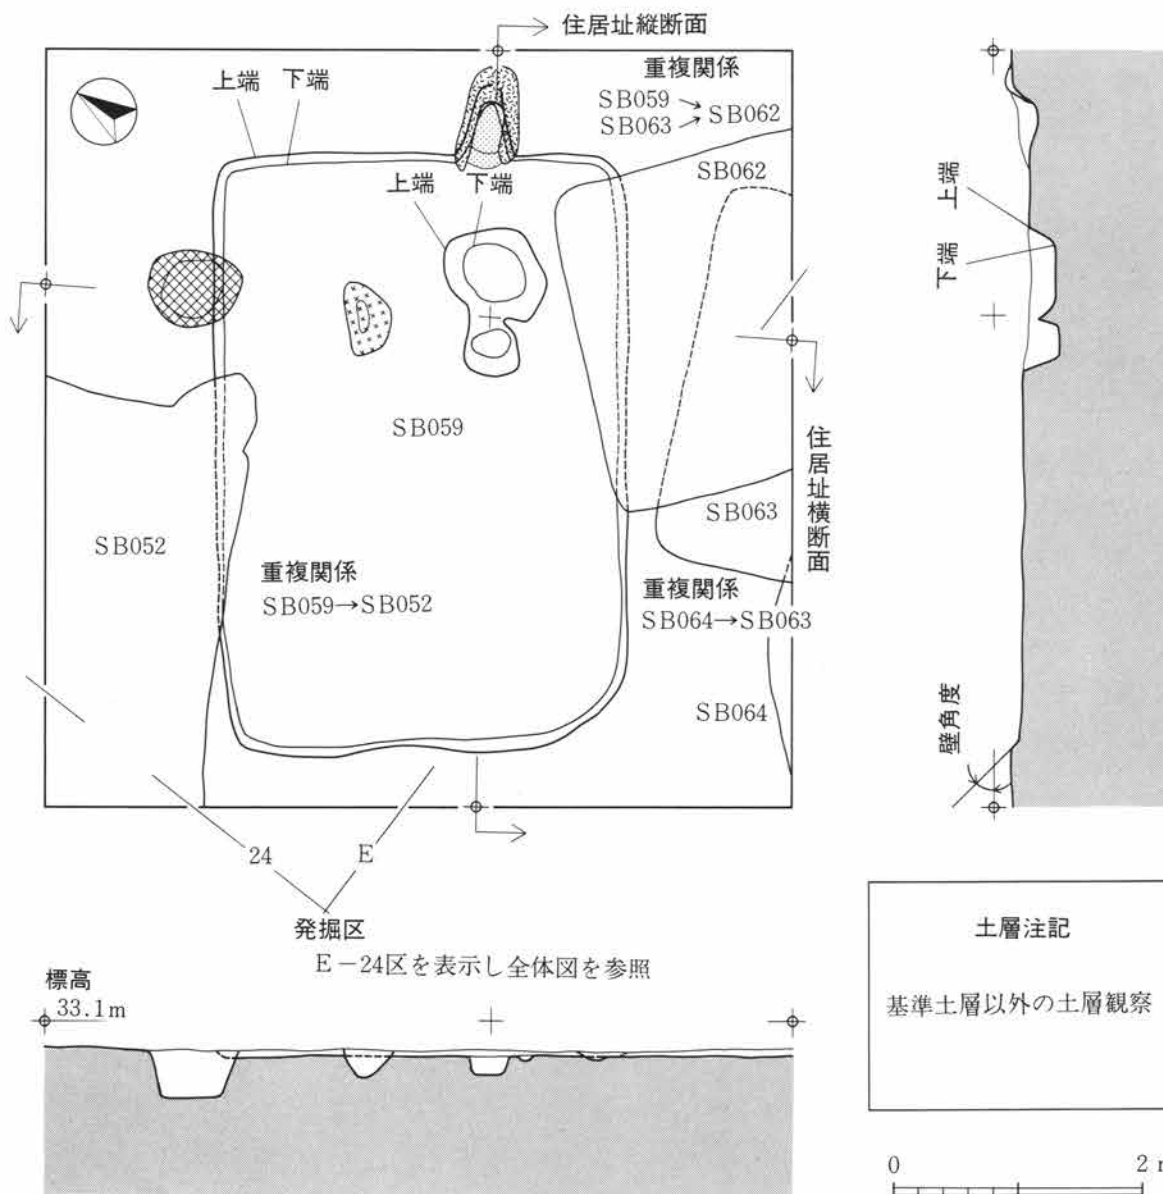 住居址縦断面
上端 下端
重複関係
SB059
SB063
→SB062
SB062
上端 下端
上端
下端
SB059
住居址横断面
SB063
SB052
重複関係
SB059→SB052
重複関係
SB064→SB063
SB064
壁角度
24 E
発掘区
E－24区を表示し全体図を参照
標高
33.1m
土層注記
基準土層以外の土層観察
0 2